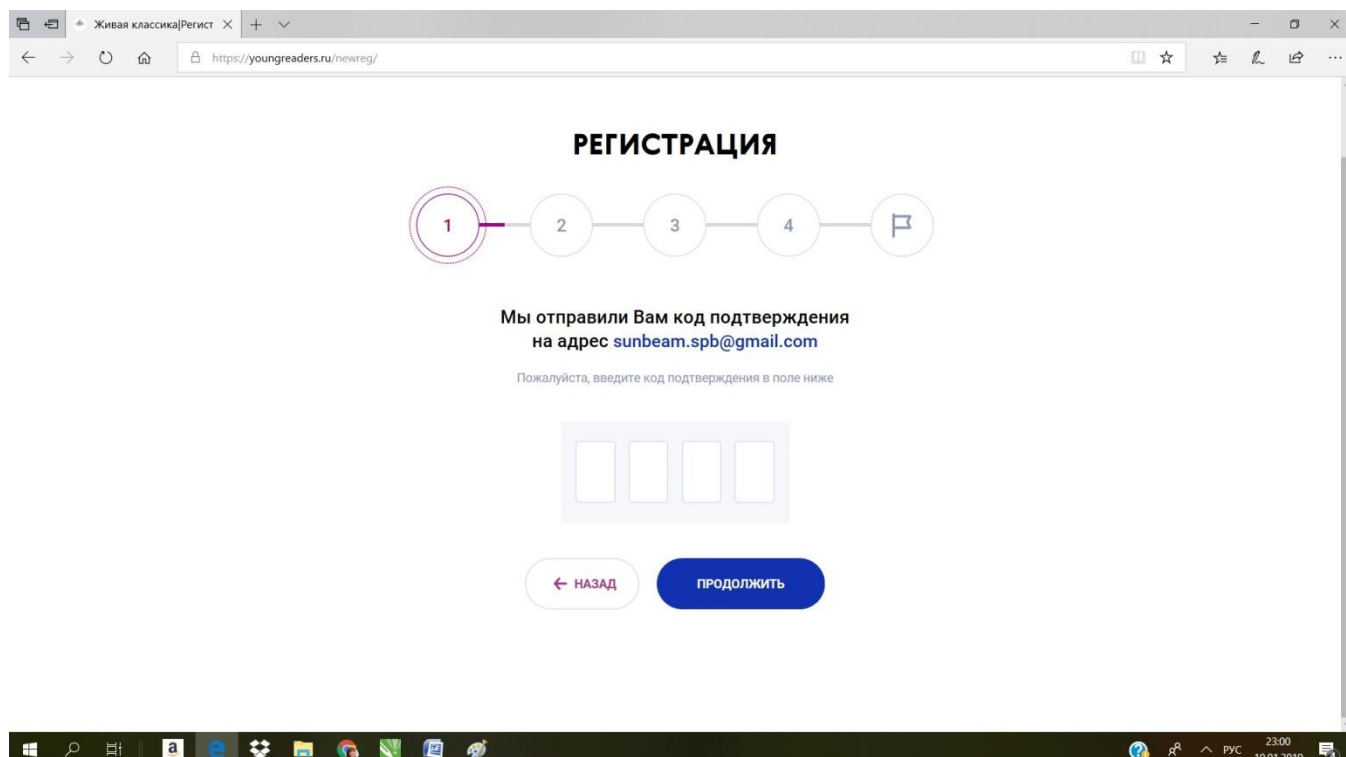 Живая классика|Регист
https://youngreaders.ru/newreg/
РЕГИСТРАЦИЯ
1 2 3 4
Мы отправили Вам код подтверждения
на адрес sunbeam.spb@gmail.com
Пожалуйста, введите код подтверждения в поле ниже
← НАЗАД
ПРОДОЛЖИТЬ
РУС
23:00